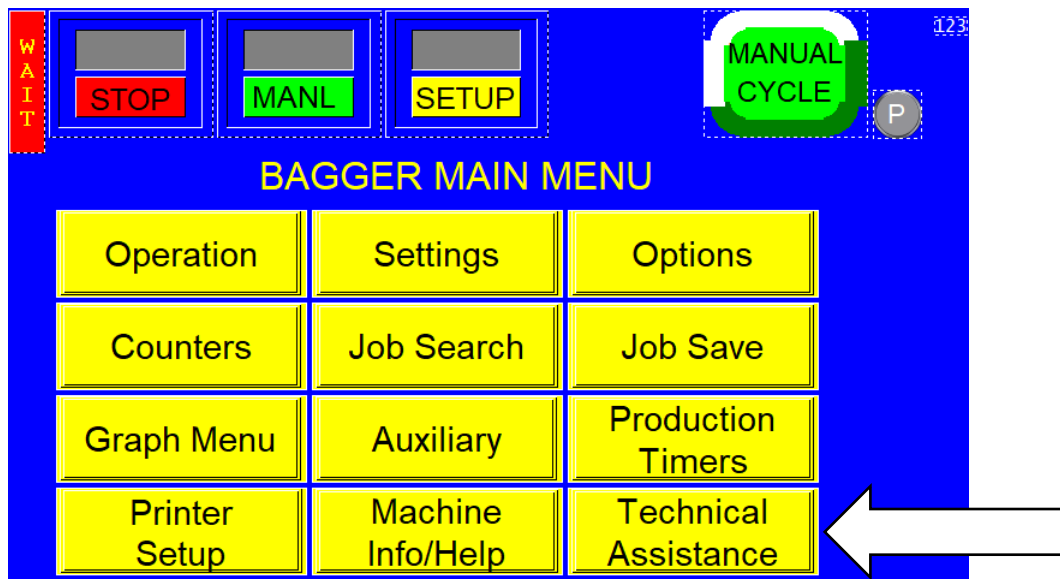 WAIT
STOP
MANL
SETUP
MANUAL
CYCLE
123
P
BAGGER MAIN MENU
Operation
Settings
Options
Counters
Job Search
Job Save
Graph Menu
Auxiliary
Production
Timers
Printer
Setup
Machine
Info/Help
Technical
Assistance